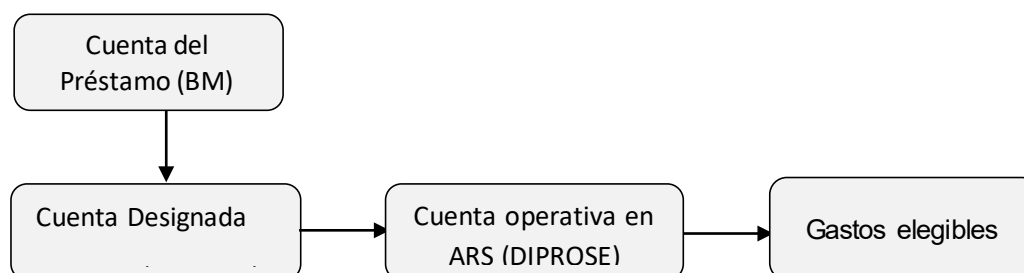 Cuenta del
Préstamo (BM)
Cuenta Designada
Cuenta operativa en
ARS (DIPROSE)
Gastos elegibles